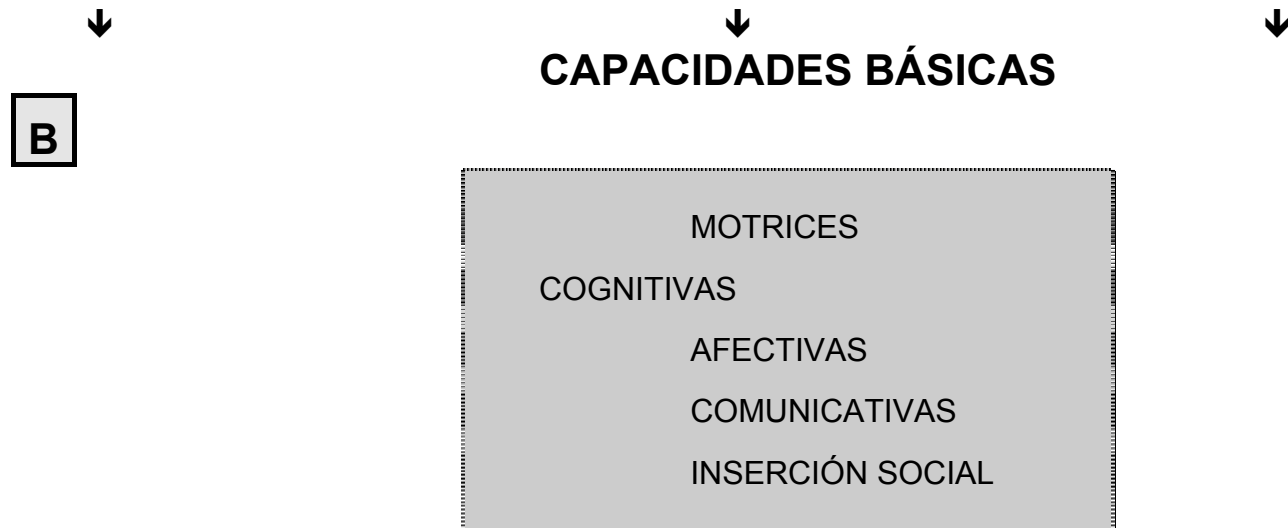 CAPACIDADES BÁSICAS
B
MOTRICES
COGNITIVAS
AFECTIVAS
COMUNICATIVAS
INSERCIÓN SOCIAL